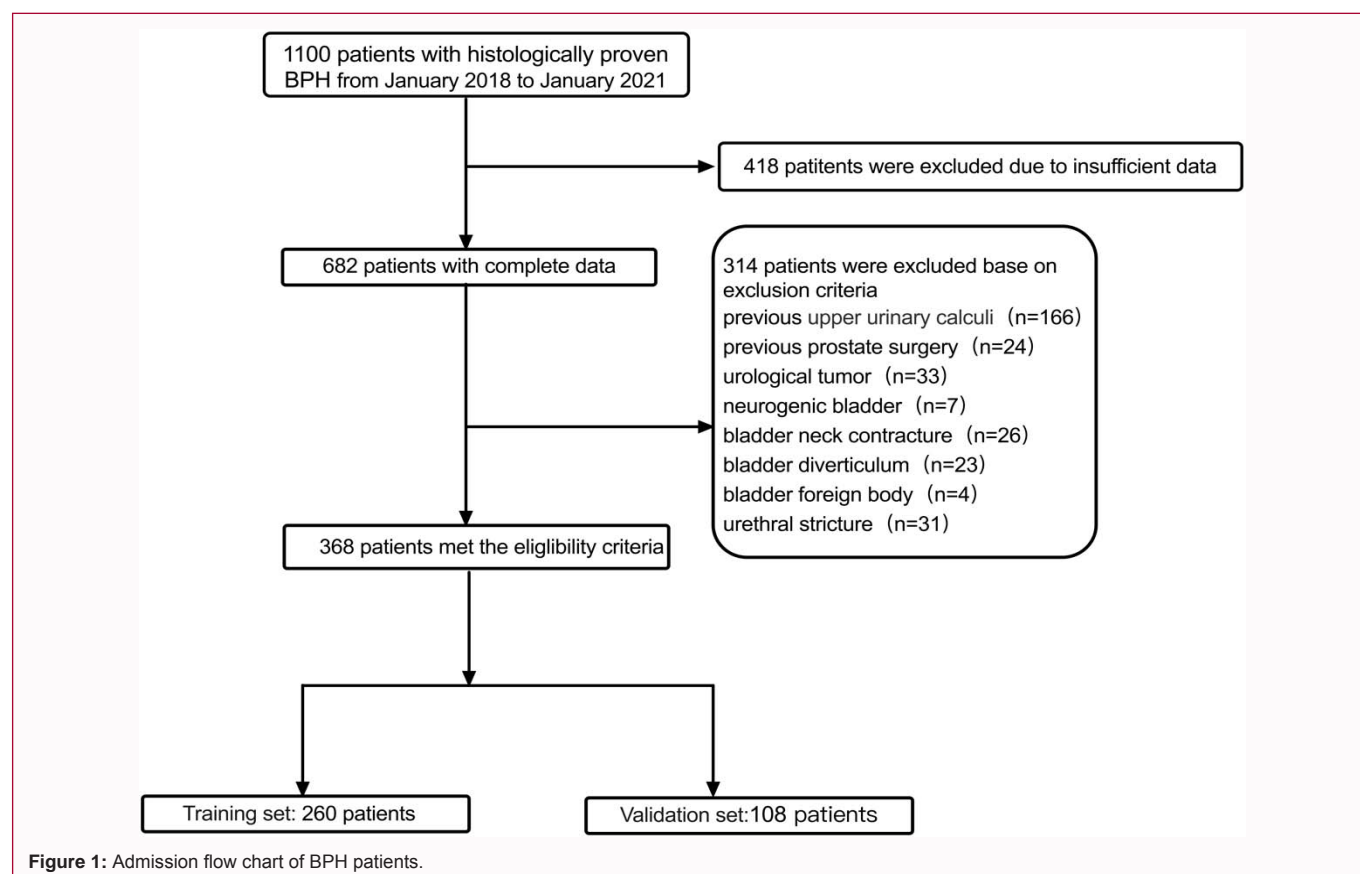 1100 patients with histologically proven
BPH from January 2018 to January 2021
418 patitents were excluded due to insufficient data
682 patients with complete data
314 patients were excluded base on
exclusion criteria
previous upper urinary calculi（n=166）
previous prostate surgery（n=24）
urological tumor（n=33）
neurogenic bladder（n=7）
bladder neck contracture（n=26）
bladder diverticulum（n=23）
bladder foreign body（n=4）
urethral stricture（n=31）
368 patients met the eliglibility criteria
Training set: 260 patients
Validation set:108 patients
Figure 1: Admission flow chart of BPH patients.